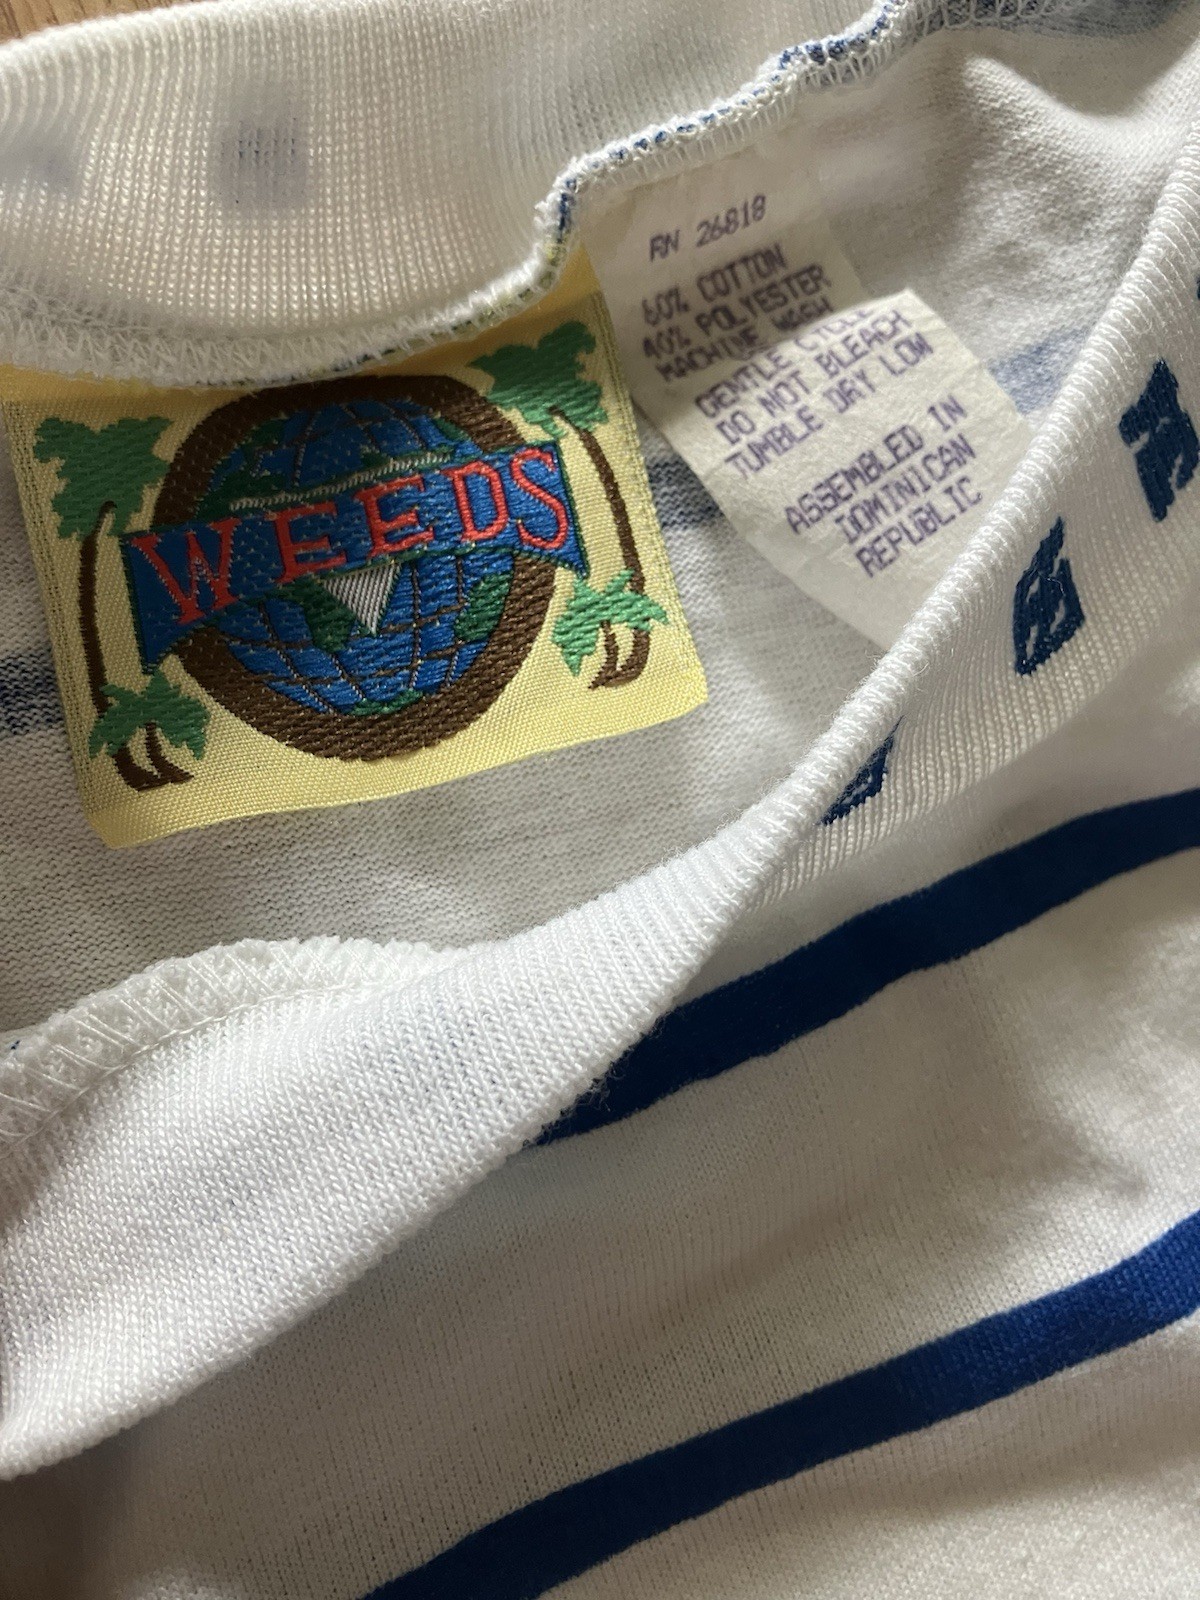 WEEDS
RN 26818
60% COTTON
40% POLYESTER
MACHINE WASH
GENTLE CYCLE
DO NOT BLEACH
TUMBLE DRY LOW
ASSEMBLED IN
DOMINICAN
REPUBLIC